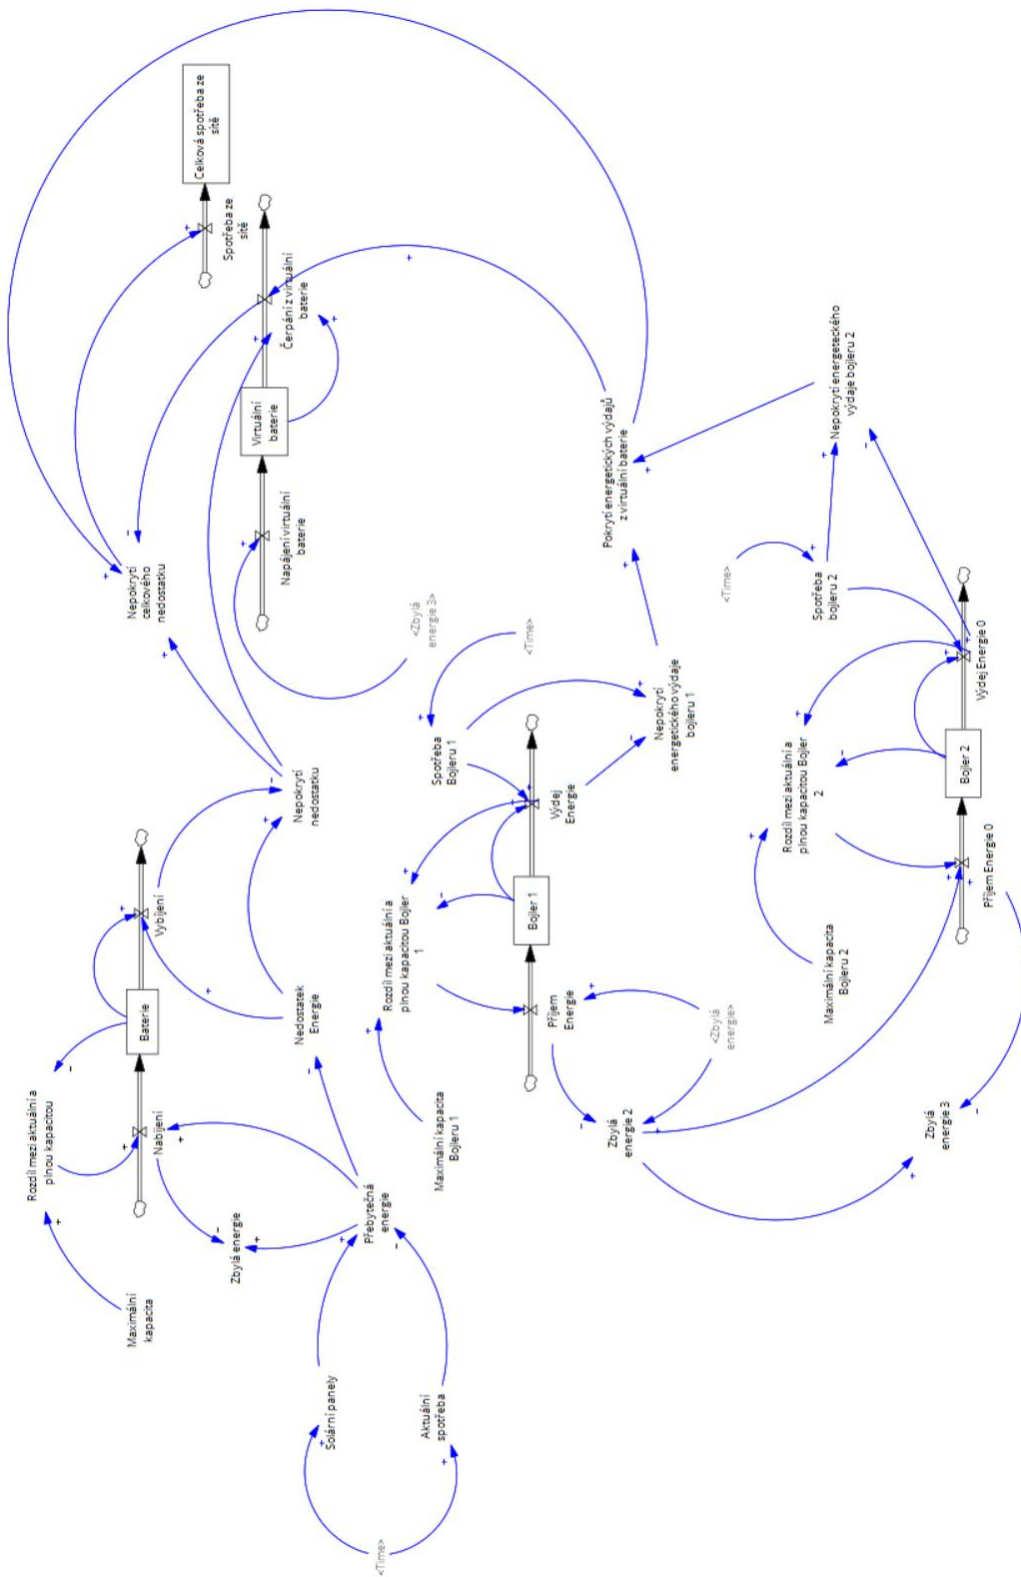 Maximální
kapacita
Rozdíl mezi aktuální a
plnou kapacitou
Nabíjení
Baterie
Vybíjení
Zbylá energie
Nepokrytí
celkového
nedostatku
Celková spotřeba ze
sítě
Spotřeba ze
sítě
Napájení virtuální
baterie
Virtuální
baterie
Čerpání z virtuální
baterie
Solární panely
<Time>
Aktuální
spotřeba
Přebytečná
energie
Nedostatek
Energie
Nepokrytí
nedostatku
<Zbylá
energie 3>
<Time>
Maximální kapacita
Bojleru 1
Rozdíl mezi aktuální a
plnou kapacitou Bojler
1
Spotřeba
Bojleru 1
Příjem
Energie
Bojler 1
Výdej
Energie
Nepokrytí
energetického výdaje
bojleru 1
Pokrytí energetických výdajů
z virtuální baterie
Zbylá
energie 2
<Zbylá
energie>
<Time>
Maximální kapacita
Bojleru 2
Rozdíl mezi aktuální a
plnou kapacitou Bojler
2
Spotřeba
bojleru 2
Nepokrytí energeteckého
výdaje bojleru 2
Zbylá
energie 3
Příjem Energie 0
Bojler 2
Výdej Energie 0